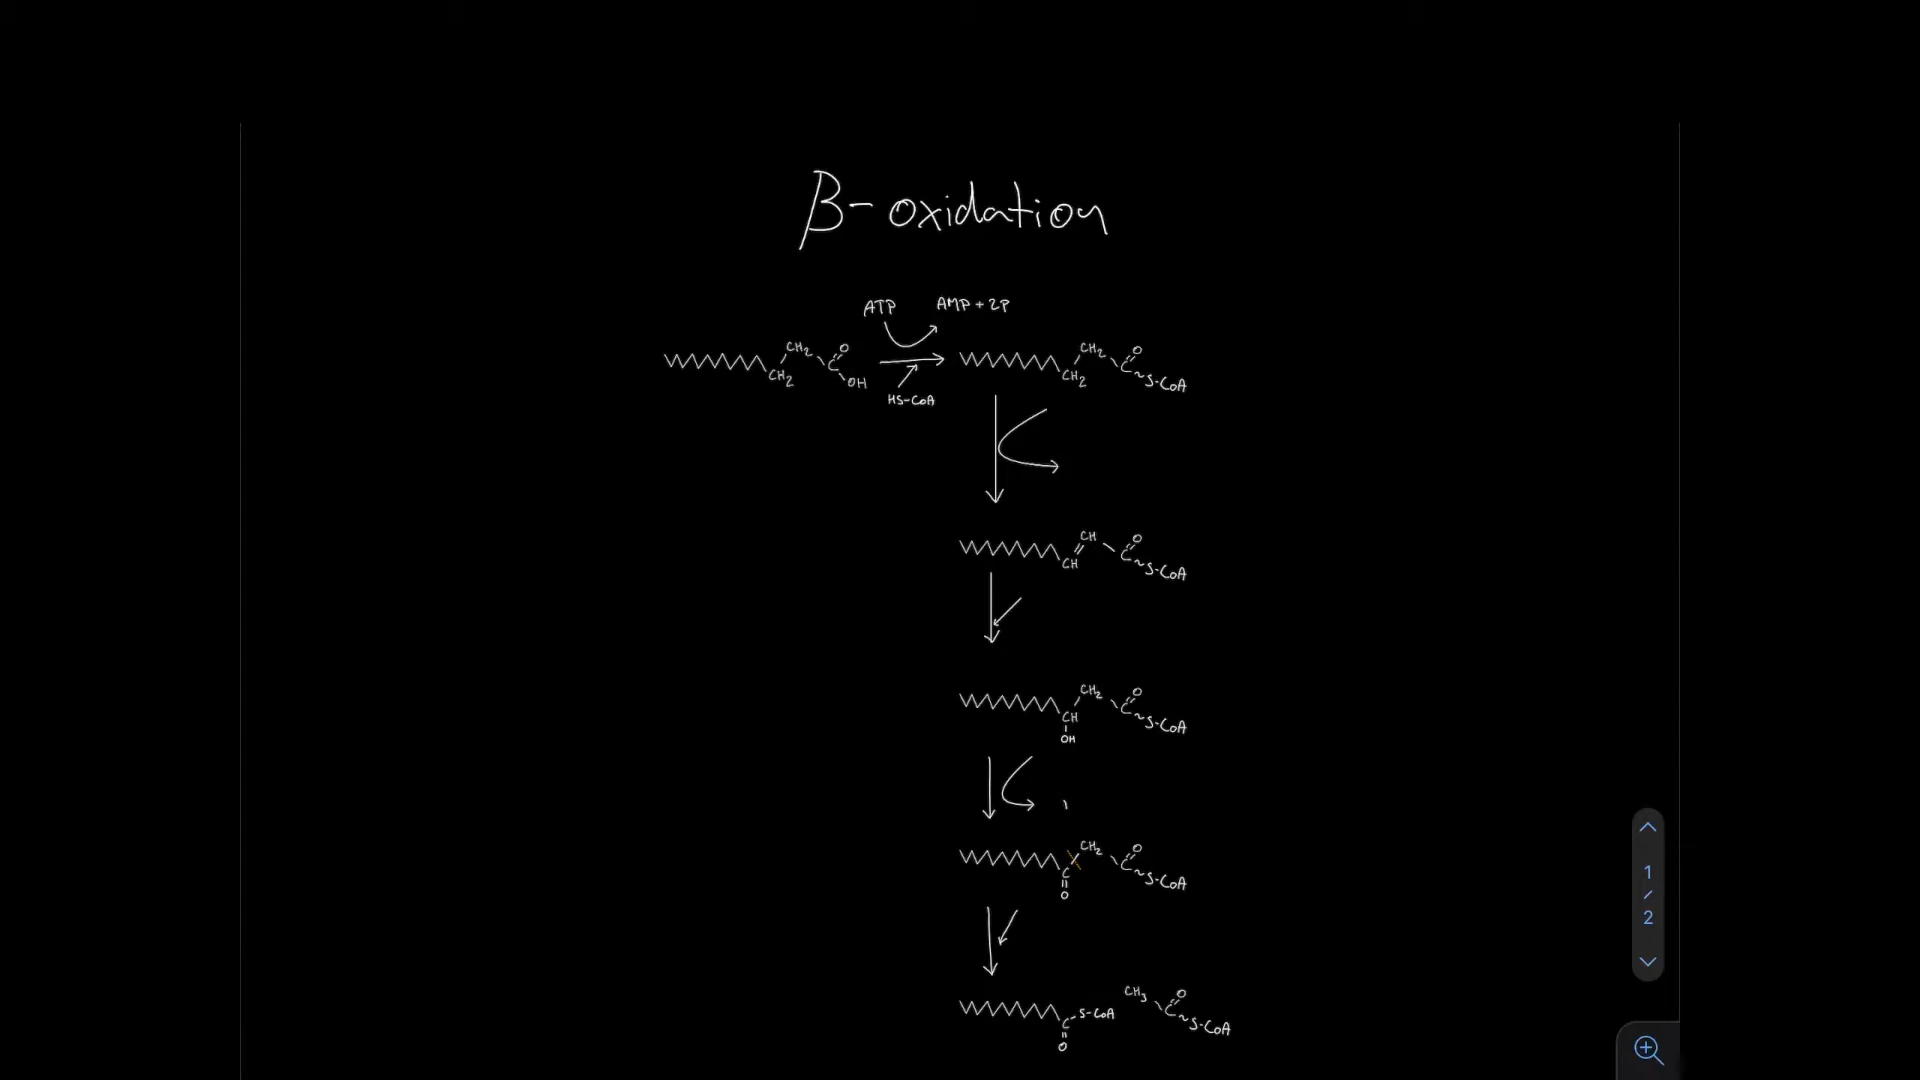 β-oxidation
ATP AMP + 2P
CH2 O CH2 O
C C
CH2 OH CH2 ~S-CoA
HS-CoA
CH O
C
CH ~S-CoA
CH2 O
C
CH ~S-CoA
OH
CH2 O
C C
~S-CoA
O
CH3 O
S-CoA C
C ~S-CoA
O
1
/
2